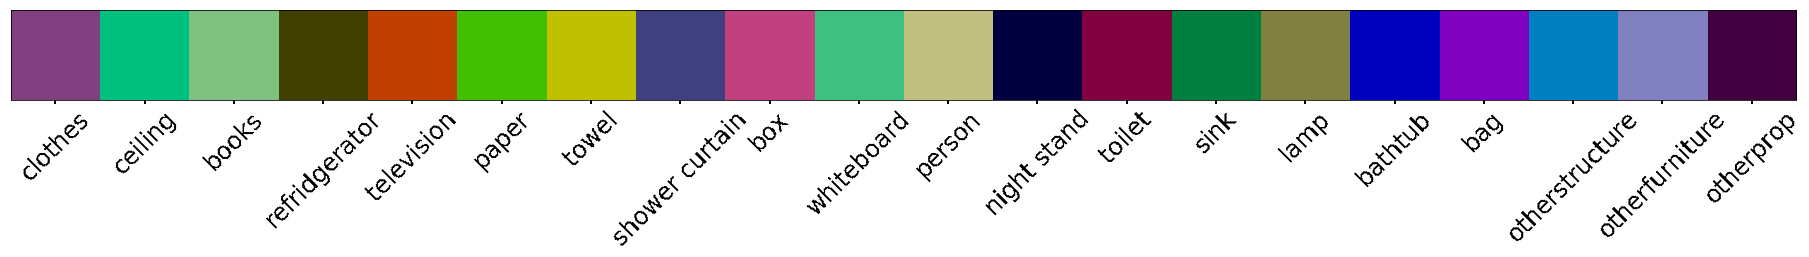 clothes
ceiling
books
refridgerator
television
paper
towel
shower curtain
box
whiteboard
person
night stand
toilet
sink
lamp
bathtub
bag
otherstructure
otherfurniture
otherprop